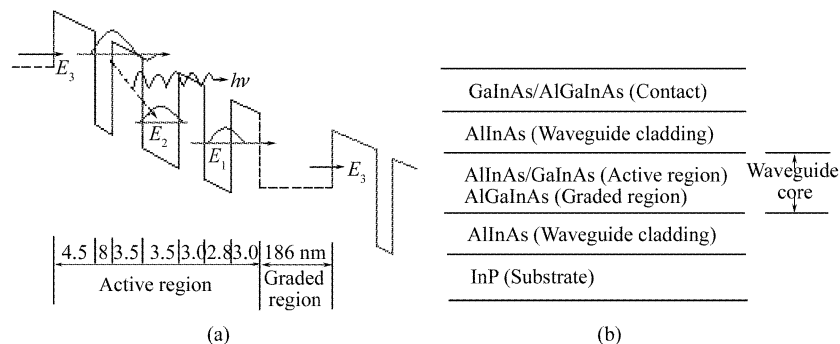 E3
hν
E2
E1
E3
4.5 8 3.5 3.5 3.0 2.8 3.0 186 nm
Active region
Graded
region
(a)
GaInAs/AlGaInAs (Contact)
AlInAs (Waveguide cladding)
AlInAs/GaInAs (Active region)
AlGaInAs (Graded region)
Waveguide
core
AlInAs (Waveguide cladding)
InP (Substrate)
(b)